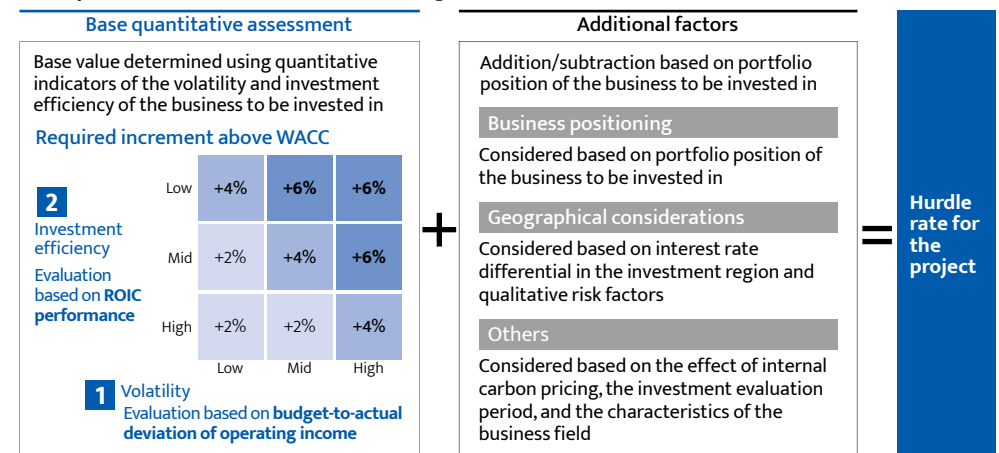 Base quantitative assessment
Base value determined using quantitative
indicators of the volatility and investment
efficiency of the business to be invested in
Required increment above WACC
2
Investment
efficiency
Evaluation
based on ROIC
performance
Low +4% +6% +6%
Mid +2% +4% +6%
High +2% +2% +4%
Low Mid High
1 Volatility
Evaluation based on budget-to-actual
deviation of operating income
+
Additional factors
Addition/subtraction based on portfolio
position of the business to be invested in
Business positioning
Considered based on portfolio position of
the business to be invested in
Geographical considerations
Considered based on interest rate
differential in the investment region and
qualitative risk factors
Others
Considered based on the effect of internal
carbon pricing, the investment evaluation
period, and the characteristics of the
business field
=
Hurdle
rate for
the
project